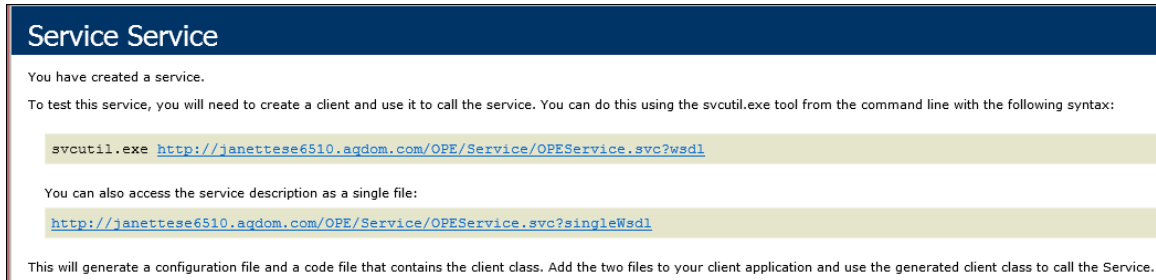 Service Service
You have created a service.
To test this service, you will need to create a client and use it to call the service. You can do this using the svcutil.exe tool from the command line with the following syntax:
svcutil.exe http://janettese6510.aqdom.com/OPE/Service/OPEService.svc?wsdl
You can also access the service description as a single file:
http://janettese6510.aqdom.com/OPE/Service/OPEService.svc?singleWsdl
This will generate a configuration file and a code file that contains the client class. Add the two files to your client application and use the generated client class to call the Service.